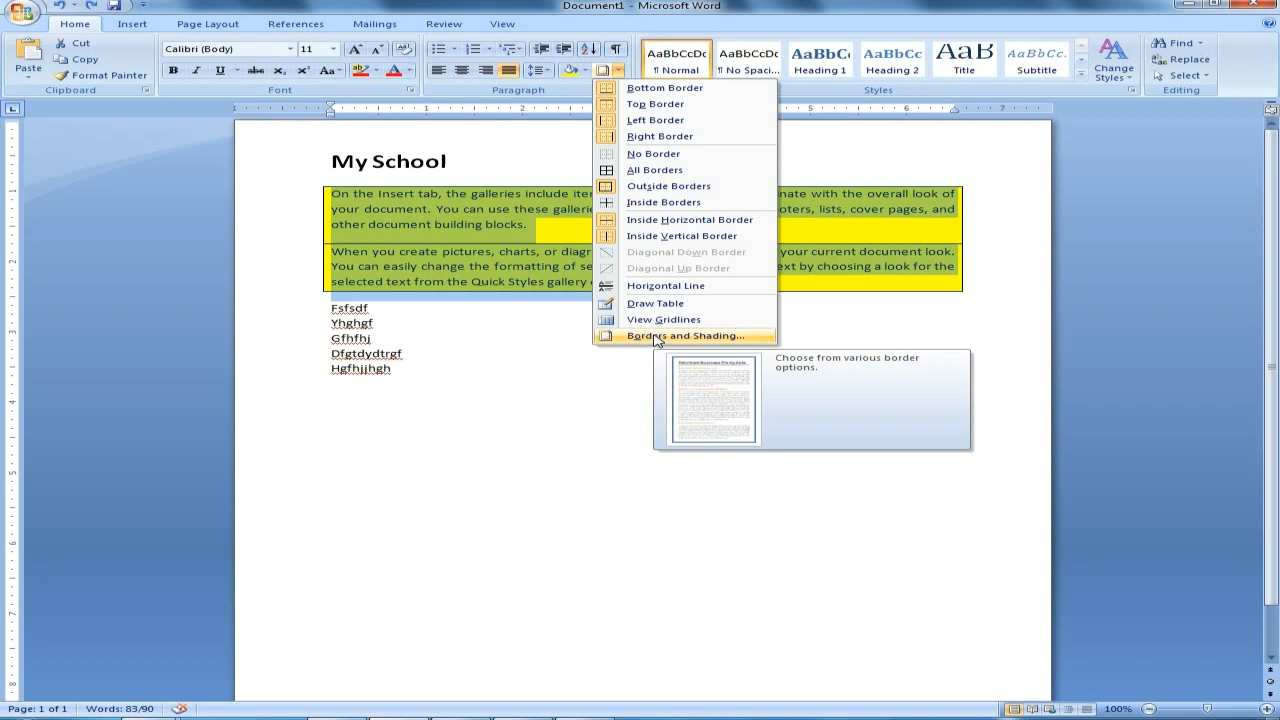 Document1 - Microsoft Word
Home Insert Page Layout References Mailings Review View
Paste
Cut
Copy
Format Painter
Clipboard
Calibri (Body) 11
Font
Paragraph
AaBbCcDc AaBbCcDc AaBbC AaBbCc AaB AaBbCc
¶ Normal ¶ No Spaci... Heading 1 Heading 2 Title Subtitle
Change
Styles
Styles
Find
Replace
Select
Editing
Bottom Border
Top Border
Left Border
Right Border
No Border
All Borders
Outside Borders
Inside Borders
Inside Horizontal Border
Inside Vertical Border
Diagonal Down Border
Diagonal Up Border
Horizontal Line
Draw Table
View Gridlines
Borders and Shading...
Choose from various border
options.
My School
On the Insert tab, the galleries include nate with the overall look of
your document. You can use these oters, lists, cover pages, and
other document building blocks.
When you create pictures, charts, or your current document look.
You can easily change the formatting of ext by choosing a look for the
selected text from the Quick Styles gallery
Fsfsdf
Yhghgf
Gfhfhj
Dfgtdydtrgf
Hgfhjjhgh
Page: 1 of 1 Words: 83/90 100%